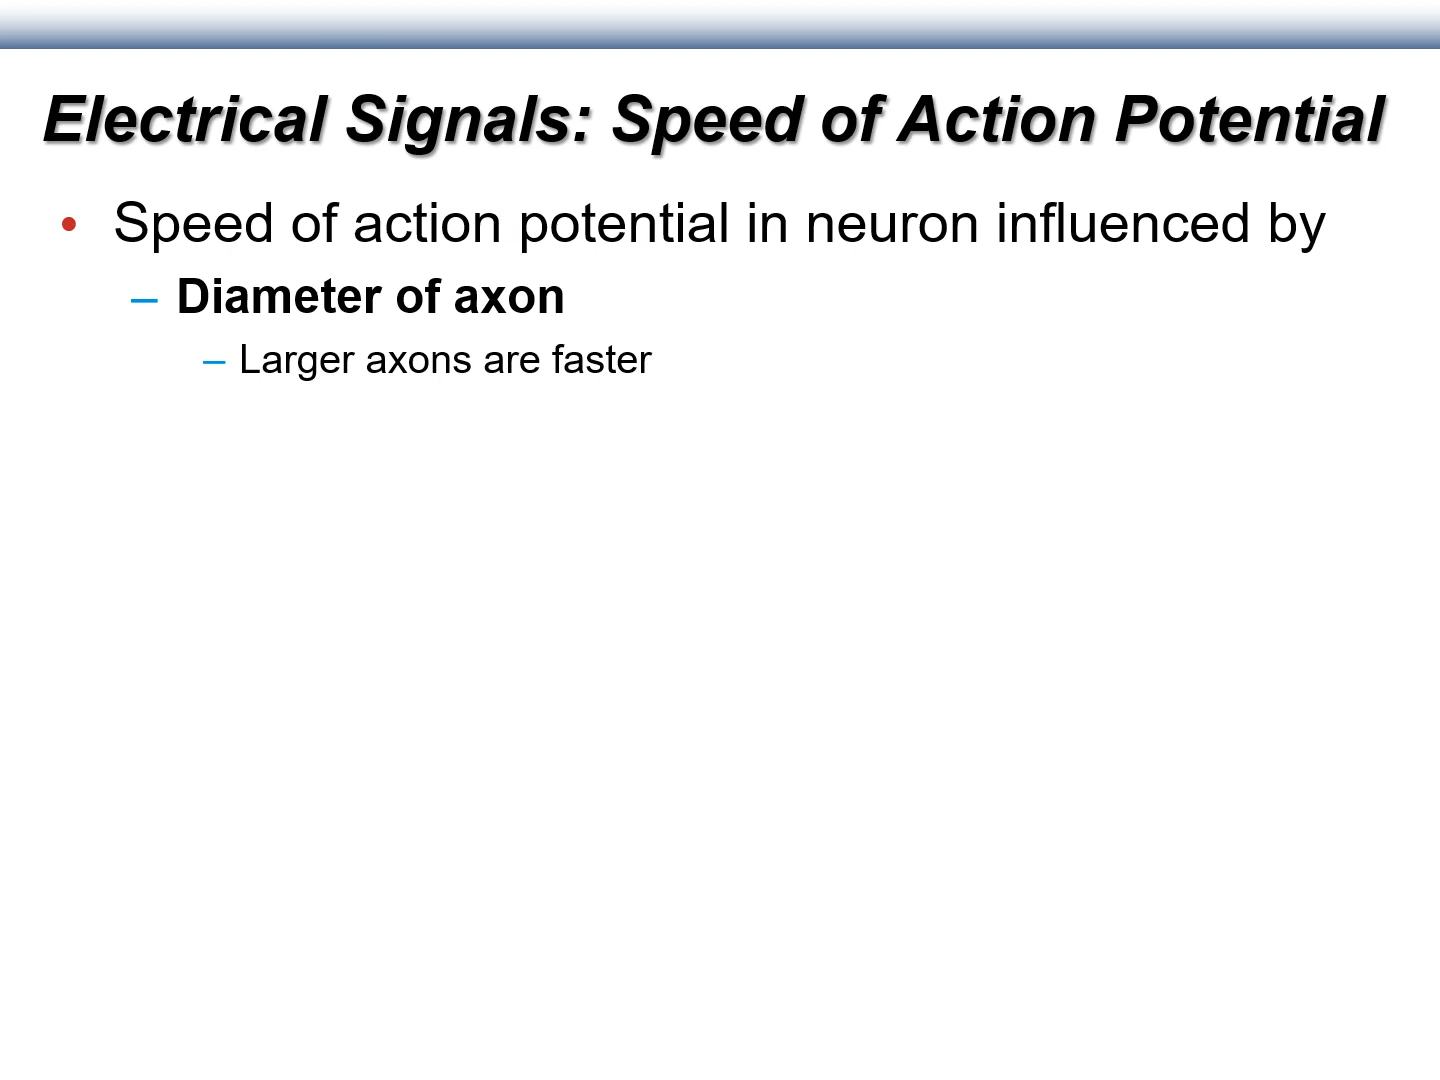 Electrical Signals: Speed of Action Potential
• Speed of action potential in neuron influenced by
– Diameter of axon
– Larger axons are faster